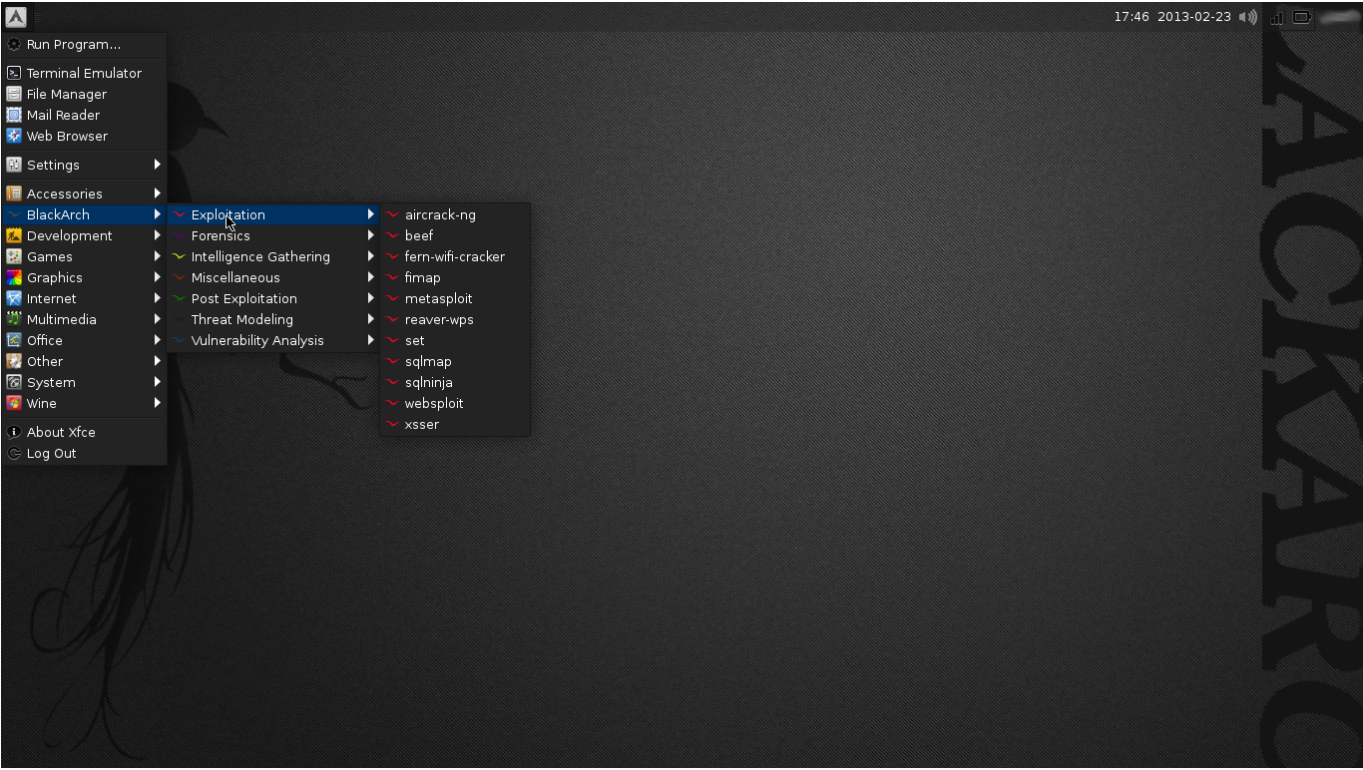 17:46 2013-02-23
Run Program...
Terminal Emulator
File Manager
Mail Reader
Web Browser
Settings
Accessories
BlackArch
Development
Games
Graphics
Internet
Multimedia
Office
Other
System
Wine
About Xfce
Log Out
Exploitation
Forensics
Intelligence Gathering
Miscellaneous
Post Exploitation
Threat Modeling
Vulnerability Analysis
aircrack-ng
beef
fern-wifi-cracker
fimap
metasploit
reaver-wps
set
sqlmap
sqlninja
websploit
xsser
LACKARC